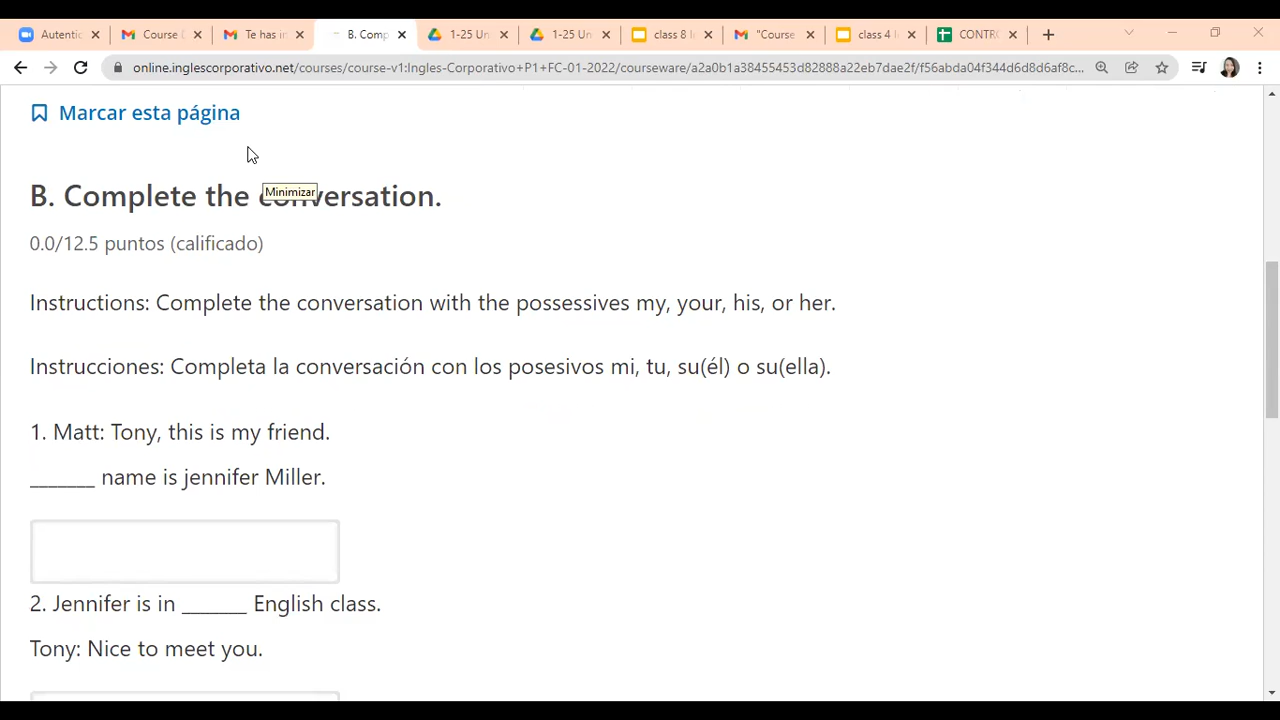 Autentic
Course (
Te has in
B. Comp
1-25 Un
1-25 Un
class 8 I
"Course
class 4 I
CONTR
online.inglescorporativo.net/courses/course-v1:Ingles-Corporativo+P1+FC-01-2022/courseware/a2a0b1a38455453d82888a22eb7dae2f/f56abda04f344d6d8d6af8c...
Marcar esta página
Minimizar
B. Complete the conversation.
0.0/12.5 puntos (calificado)
Instructions: Complete the conversation with the possessives my, your, his, or her.
Instrucciones: Completa la conversación con los posesivos mi, tu, su(él) o su(ella).
1. Matt: Tony, this is my friend.
_______ name is jennifer Miller.
2. Jennifer is in _______ English class.
Tony: Nice to meet you.